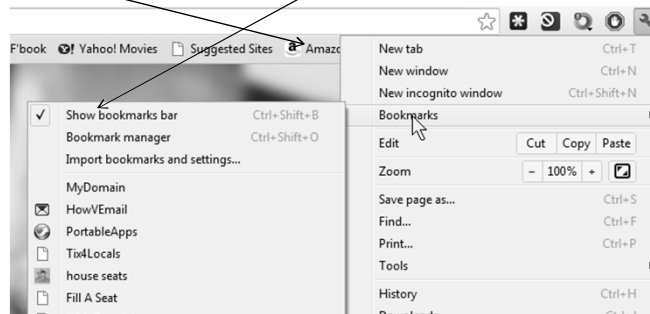 F'book Yahoo! Movies Suggested Sites Amazo
New tab Ctrl+T
New window Ctrl+N
New incognito window Ctrl+Shift+N
Bookmarks
Edit Cut Copy Paste
Zoom - 100% +
Save page as... Ctrl+S
Find... Ctrl+F
Print... Ctrl+P
Tools
History Ctrl+H
Show bookmarks bar Ctrl+Shift+B
Bookmark manager Ctrl+Shift+O
Import bookmarks and settings...
MyDomain
HowVEmail
PortableApps
Tix4Locals
house seats
Fill A Seat